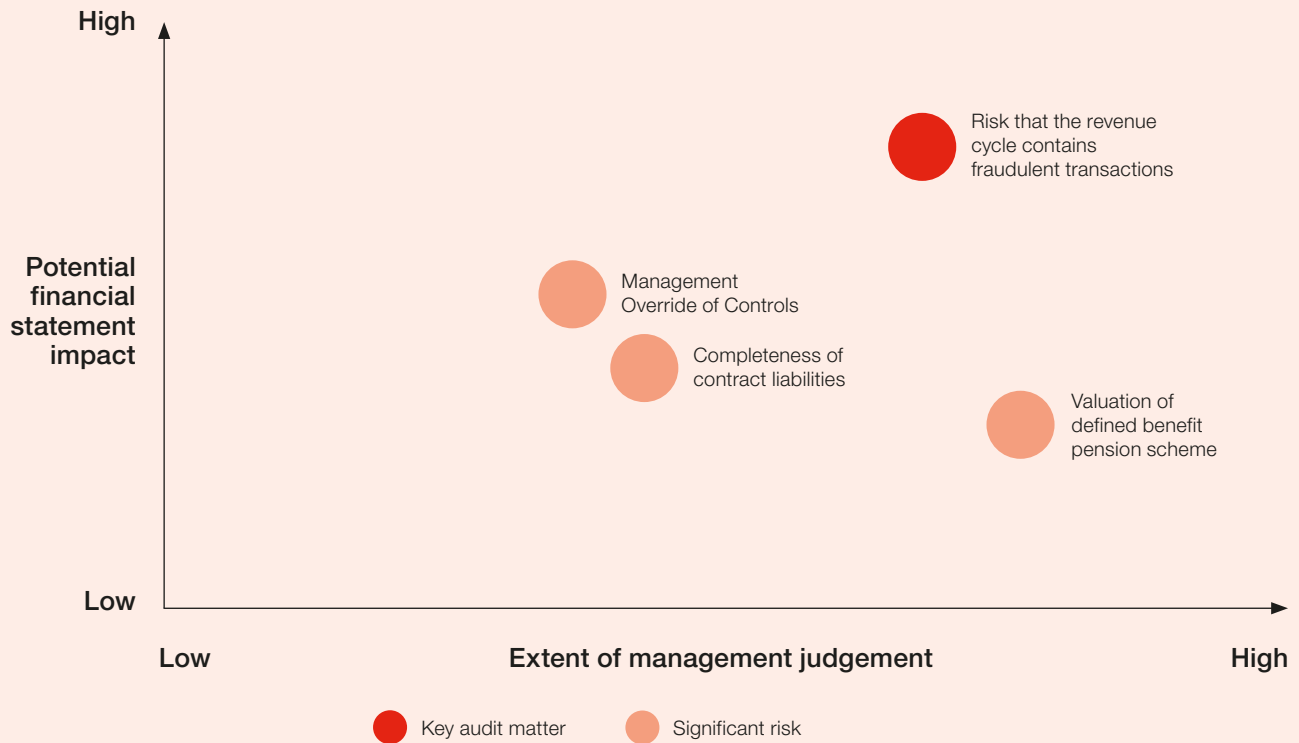 High
Risk that the revenue
cycle contains
fraudulent transactions
Potential
financial
statement
impact
Management
Override of Controls
Completeness of
contract liabilities
Valuation of
defined benefit
pension scheme
Low
Low
Extent of management judgement
High
Key audit matter
Significant risk